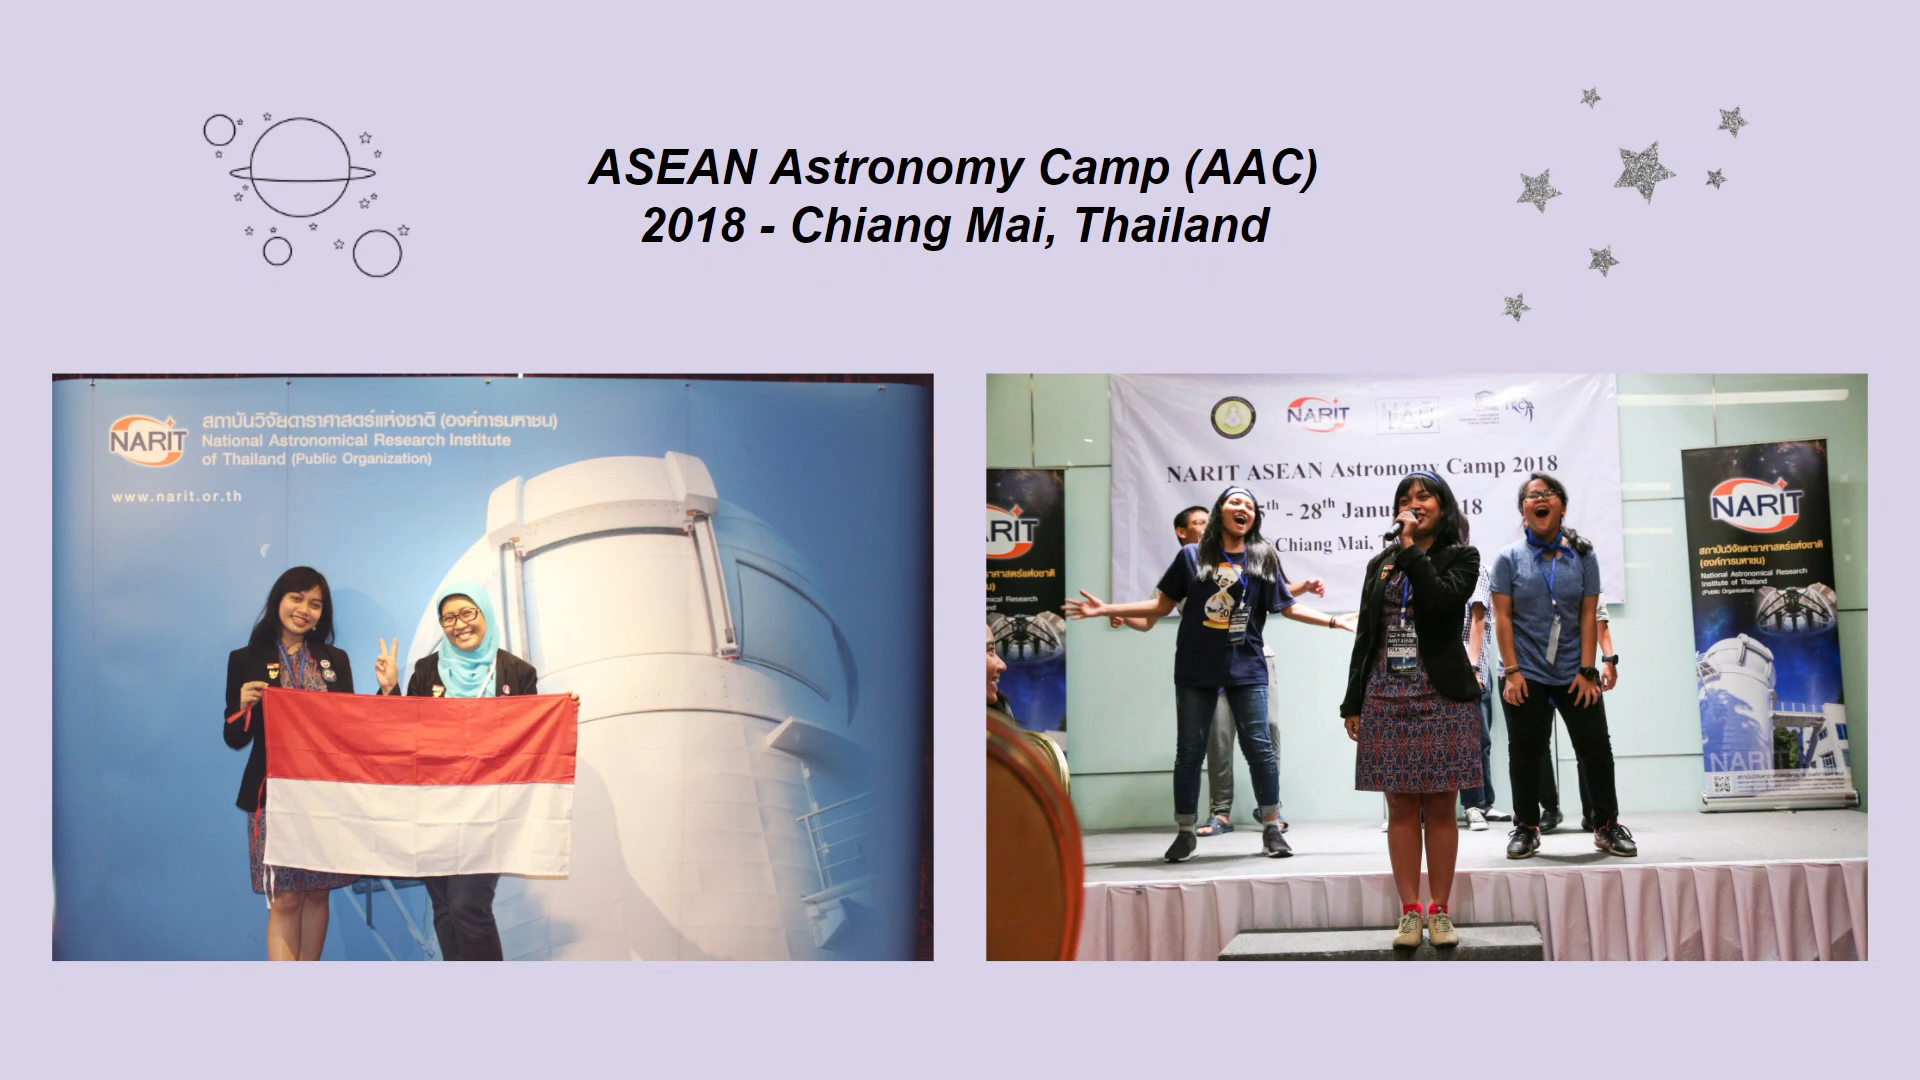 ASEAN Astronomy Camp (AAC)
2018 - Chiang Mai, Thailand
NARIT
สถาบันวิจัยดาราศาสตร์แห่งชาติ (องค์การมหาชน)
National Astronomical Research Institute
of Thailand (Public Organization)
www.narit.or.th
NARIT
NARIT ASEAN Astronomy Camp 2018
th - 28th
Chiang Mai,
NARIT
สถาบันวิจัยดาราศาสตร์แห่งชาติ
(องค์การมหาชน)
National Astronomical Research
Institute of Thailand
(Public Organization)
NARIT